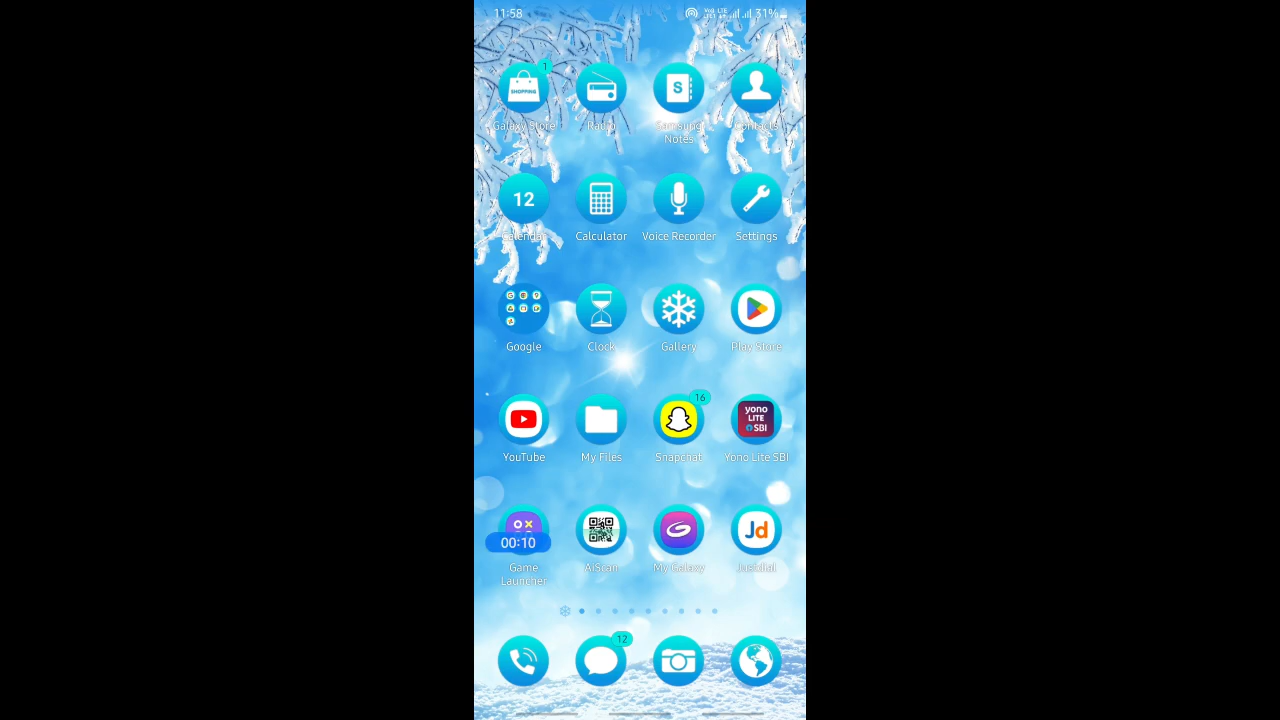 11:58
31%
1
SHOPPING
S
Galaxy Store
Radio
Samsung
Notes
Contacts
12
Calendar
Calculator
Voice Recorder
Settings
Google
Clock
Gallery
Play Store
16
yono
LITE
SBI
YouTube
My Files
Snapchat
Yono Lite SBI
00:10
Jd
Game
Launcher
AiScan
My Galaxy
Justdial
12